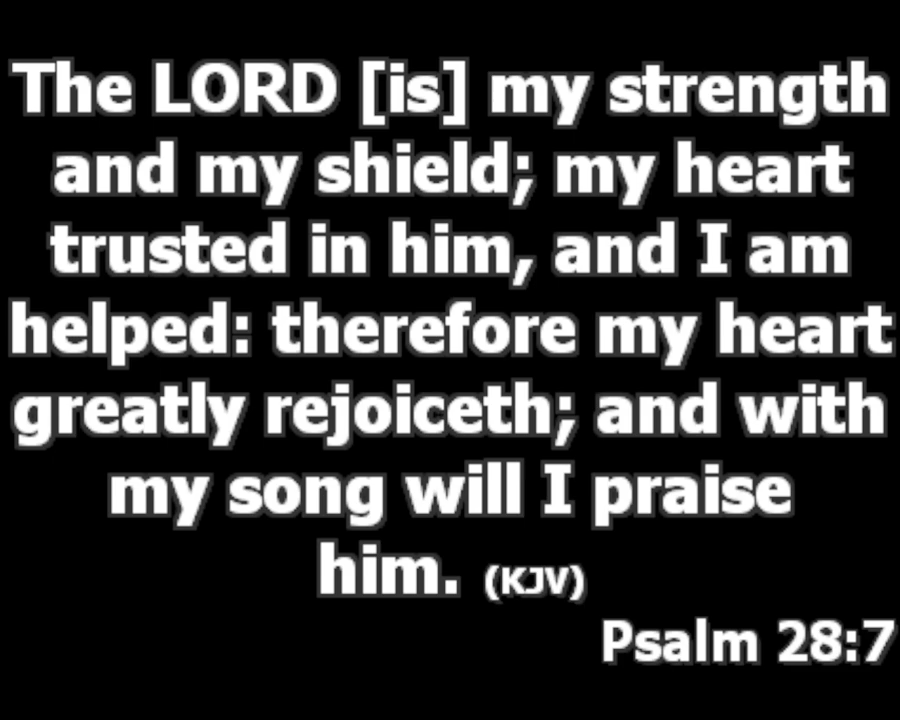 The LORD [is] my strength
and my shield; my heart
trusted in him, and I am
helped: therefore my heart
greatly rejoiceth; and with
my song will I praise
him. (KJV)
Psalm 28:7